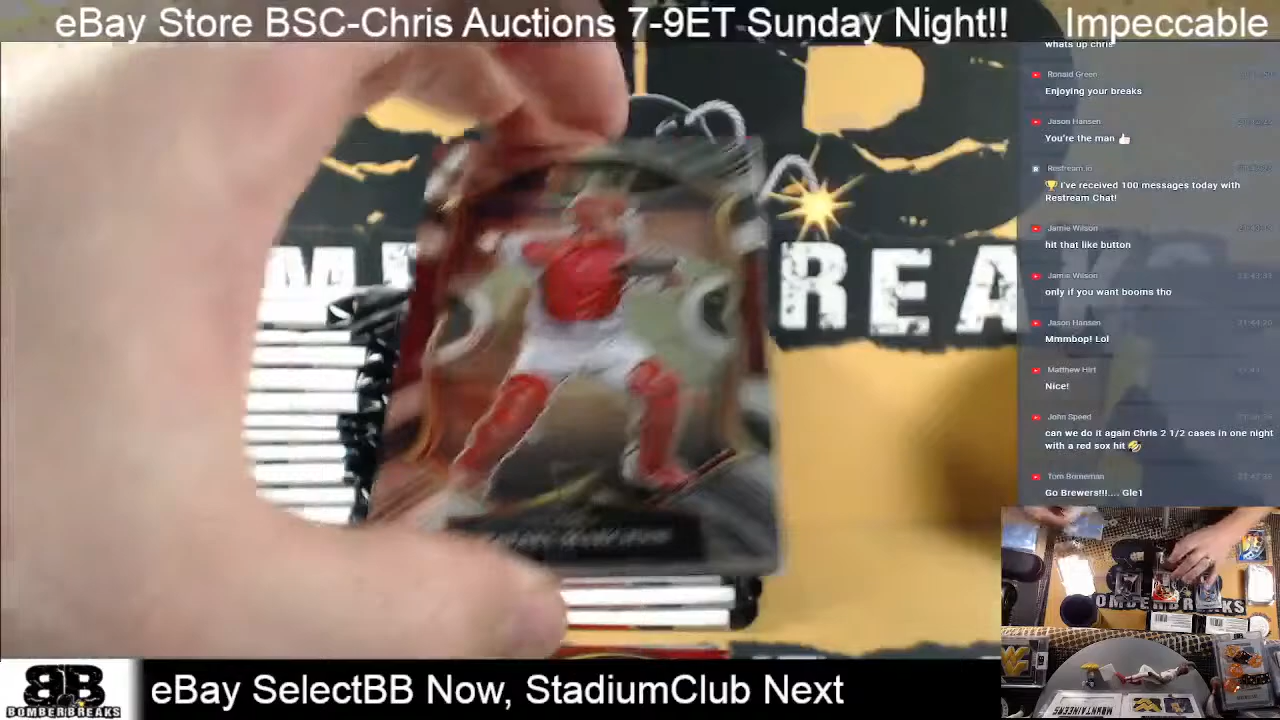 eBay Store BSC-Chris Auctions 7-9ET Sunday Night!! Impeccable
whats up chris
Ronald Green
Enjoying your breaks
Jason Hansen
You're the man 👍
Restream.io
🏆 I've received 100 messages today with
Restream Chat!
Jamie Wilson
hit that like button
Jamie Wilson
only if you want booms tho
Jason Hansen
Mmmbop! Lol
Matthew Hirt
Nice!
John Speed
can we do it again Chris 2 1/2 cases in one night
with a red sox hit 🤣
Tom Borneman
Go Brewers!!!.... Gle1
OMBERBREAKS
MOUNTAINEERS
BB
BOMBERBREAKS
eBay SelectBB Now, StadiumClub Next